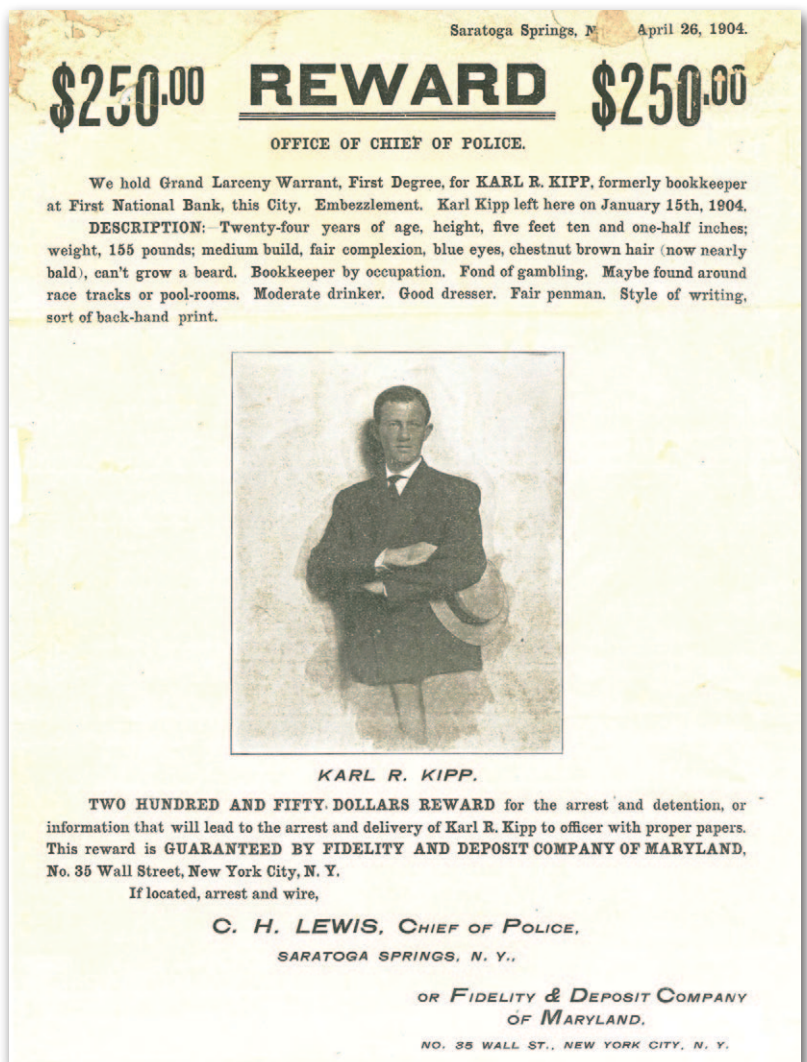 Saratoga Springs, N April 26, 1904.
$250.00 REWARD $250.00
OFFICE OF CHIEF OF POLICE.
We hold Grand Larceny Warrant, First Degree, for KARL R. KIPP, formerly bookkeeper
at First National Bank, this City. Embezzlement. Karl Kipp left here on January 15th, 1904.
DESCRIPTION: Twenty-four years of age, height, five feet ten and one-half inches;
weight, 155 pounds; medium build, fair complexion, blue eyes, chestnut brown hair (now nearly
bald), can't grow a beard. Bookkeeper by occupation. Fond of gambling. Maybe found around
race tracks or pool-rooms. Moderate drinker. Good dresser. Fair penman. Style of writing,
sort of back-hand print.
KARL R. KIPP.
TWO HUNDRED AND FIFTY DOLLARS REWARD for the arrest and detention, or
information that will lead to the arrest and delivery of Karl R. Kipp to officer with proper papers.
This reward is GUARANTEED BY FIDELITY AND DEPOSIT COMPANY OF MARYLAND,
No. 35 Wall Street, New York City, N. Y.
If located, arrest and wire,
C. H. LEWIS, CHIEF OF POLICE,
SARATOGA SPRINGS, N. Y.,
OR FIDELITY & DEPOSIT COMPANY
OF MARYLAND,
NO. 35 WALL ST., NEW YORK CITY, N. Y.